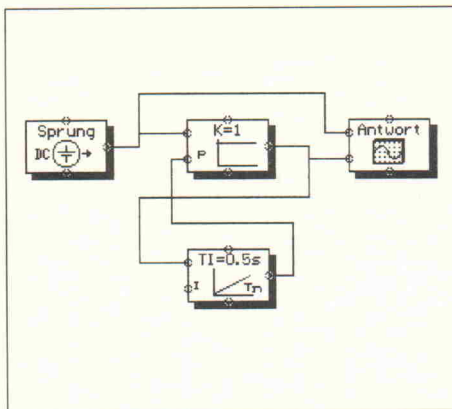 Sprung
DC
K=1
P
Antwort
TI=0.5s
I
Tn